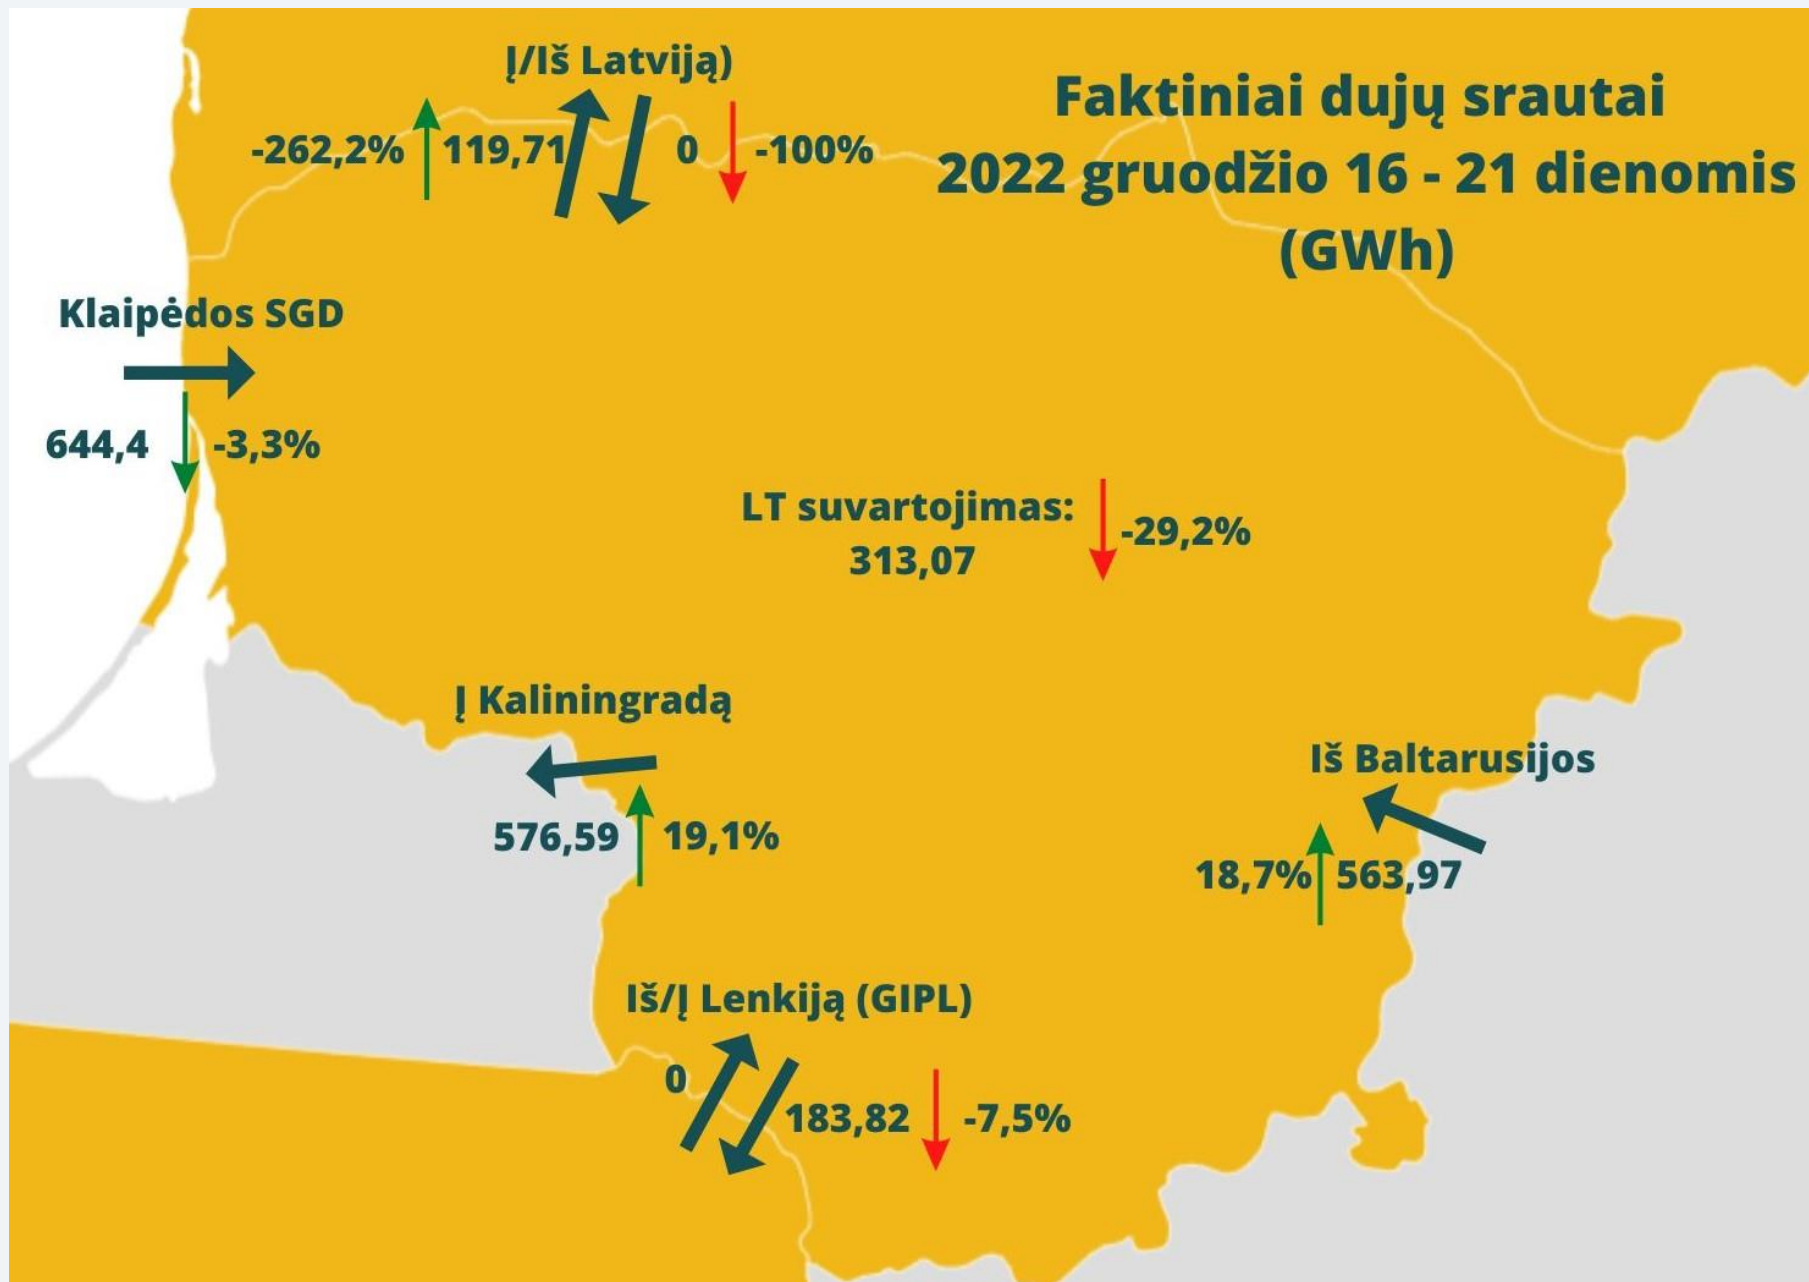 Į/Iš Latviją)
-262,2% 119,71 0 -100%
Faktiniai dujų srautai
2022 gruodžio 16 - 21 dienomis
(GWh)
Klaipėdos SGD
644,4 -3,3%
LT suvartojimas:
313,07
-29,2%
Į Kaliningradą
576,59 19,1%
Iš Baltarusijos
18,7% 563,97
Iš/Į Lenkiją (GIPL)
0
183,82 -7,5%